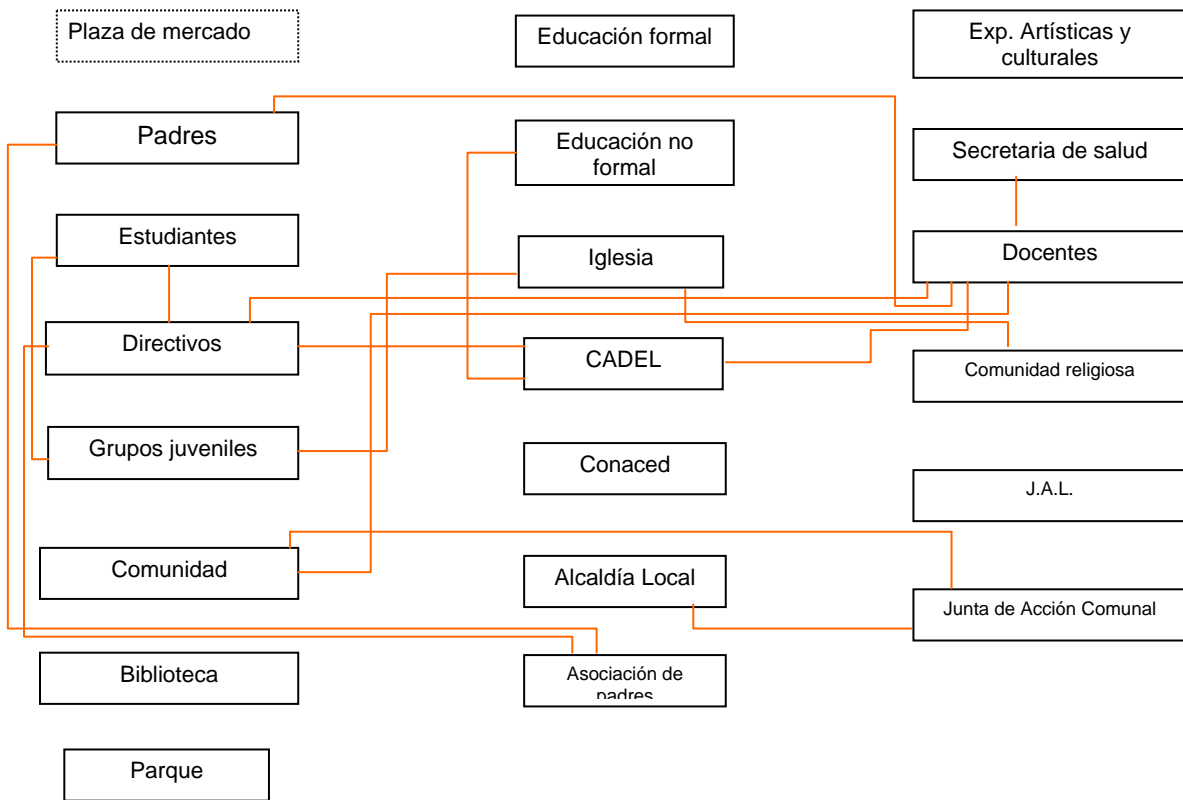 Plaza de mercado
Educación formal
Exp. Artísticas y
culturales
Padres
Educación no
formal
Secretaria de salud
Estudiantes
Iglesia
Docentes
Directivos
CADEL
Comunidad religiosa
Grupos juveniles
Conaced
J.A.L.
Comunidad
Alcaldía Local
Junta de Acción Comunal
Biblioteca
Asociación de
padres
Parque